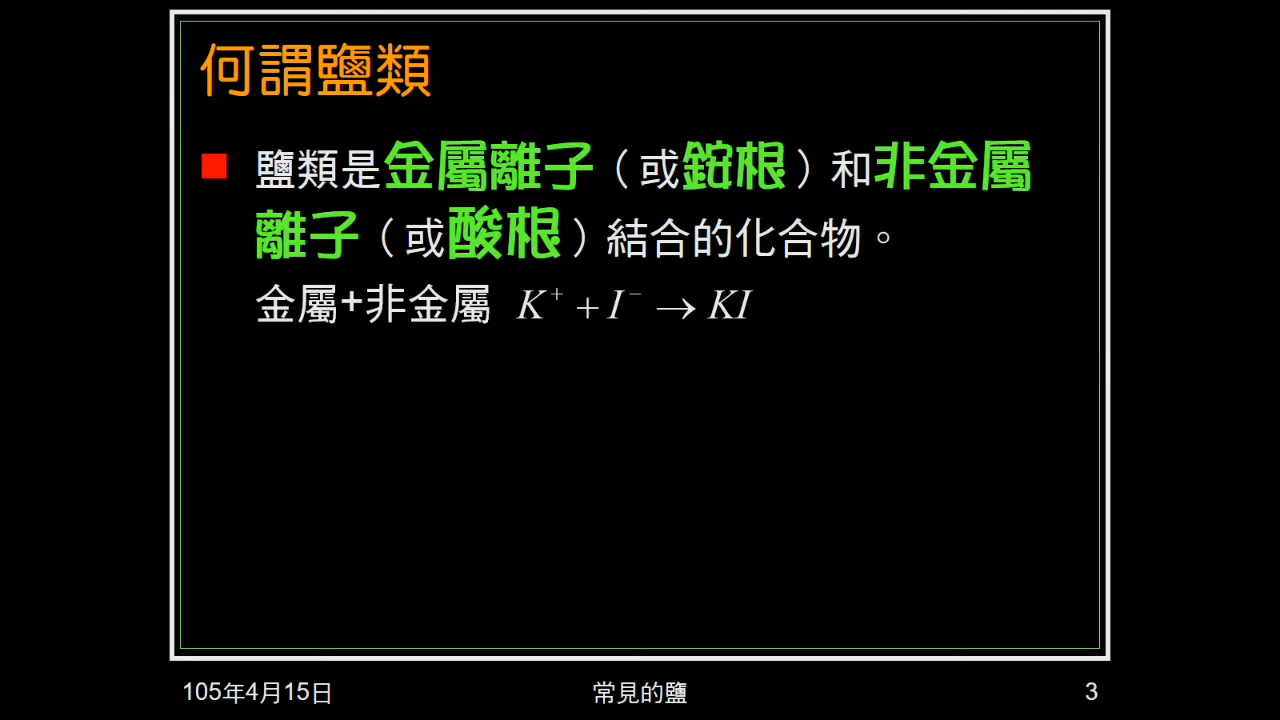 何謂鹽類
鹽類是金屬離子（或銨根）和非金屬
離子（或酸根）結合的化合物。
金屬+非金屬 K⁺ + I⁻ → KI
105年4月15日
常見的鹽
3